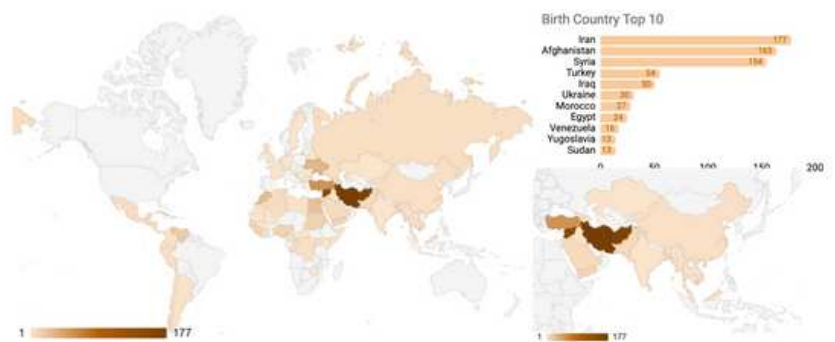 Birth Country Top 10
Iran 177
Afghanistan 163
Syria 154
Turkey 54
Iraq 50
Ukraine 30
Morocco 27
Egypt 24
Venezuela 16
Yugoslavia 13
Sudan 13
0 50 100 150 200
1 177
1 177